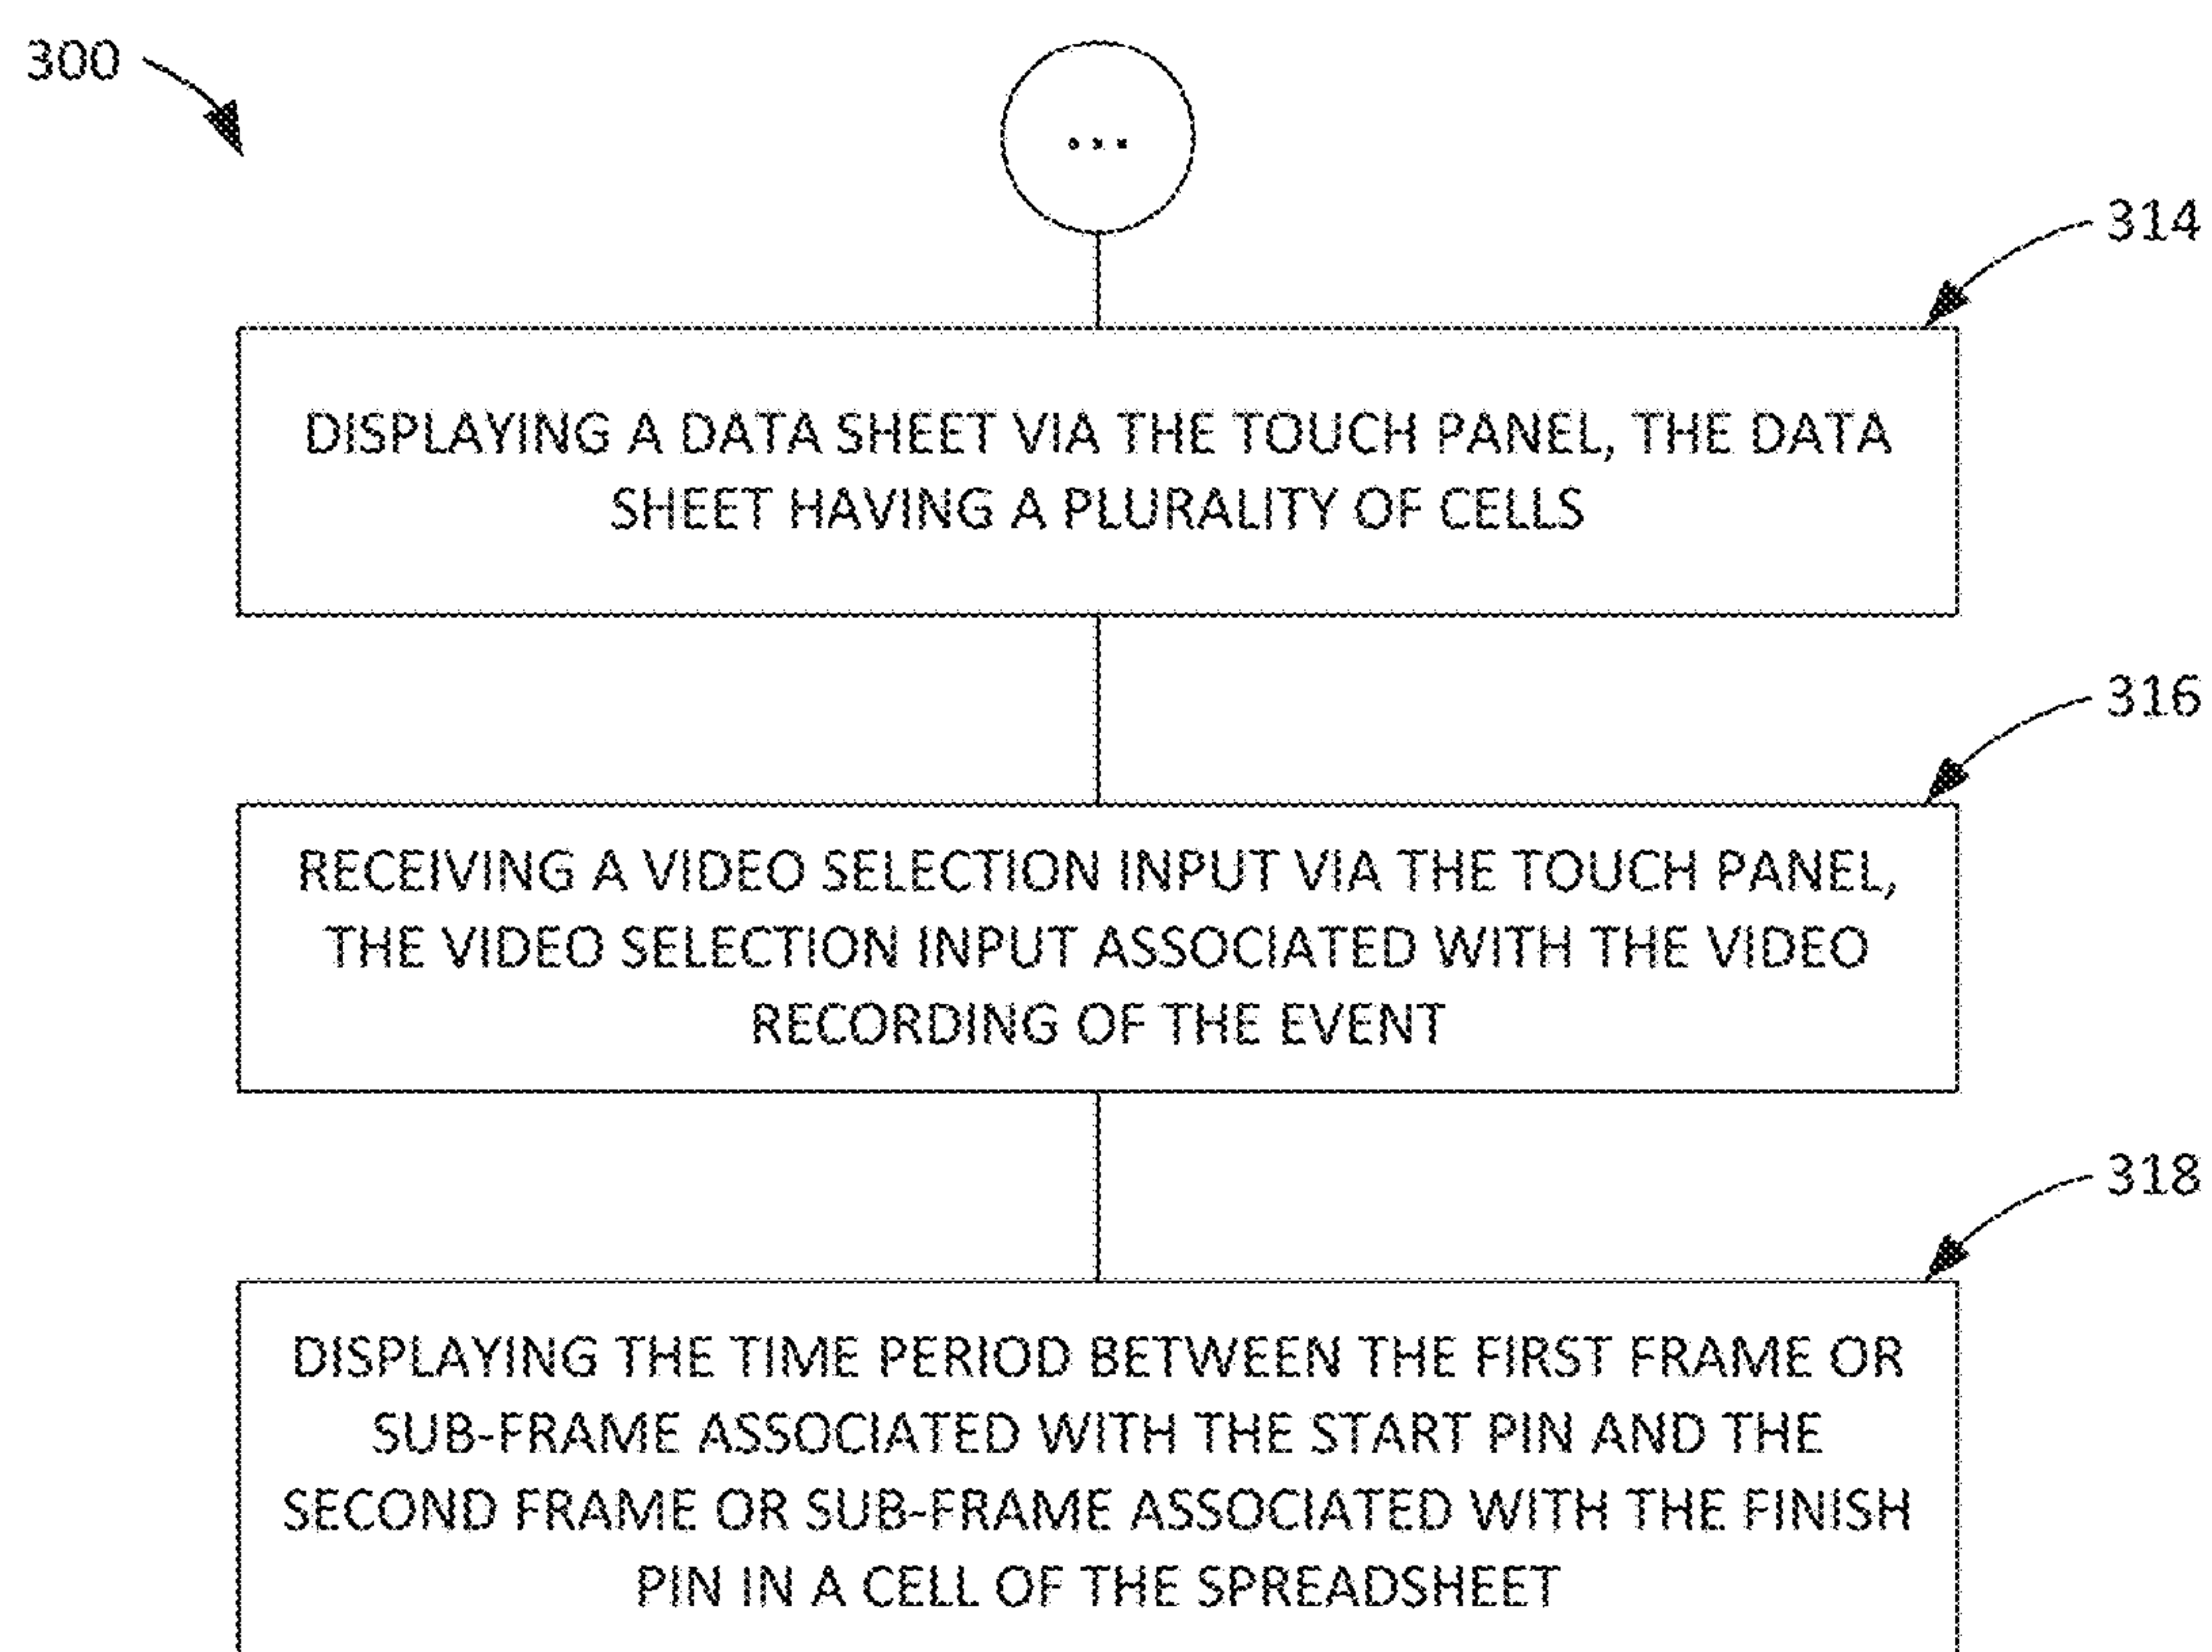 300
...
314
DISPLAYING A DATA SHEET VIA THE TOUCH PANEL, THE DATA
SHEET HAVING A PLURALITY OF CELLS
316
RECEIVING A VIDEO SELECTION INPUT VIA THE TOUCH PANEL,
THE VIDEO SELECTION INPUT ASSOCIATED WITH THE VIDEO
RECORDING OF THE EVENT
318
DISPLAYING THE TIME PERIOD BETWEEN THE FIRST FRAME OR
SUB-FRAME ASSOCIATED WITH THE START PIN AND THE
SECOND FRAME OR SUB-FRAME ASSOCIATED WITH THE FINISH
PIN IN A CELL OF THE SPREADSHEET